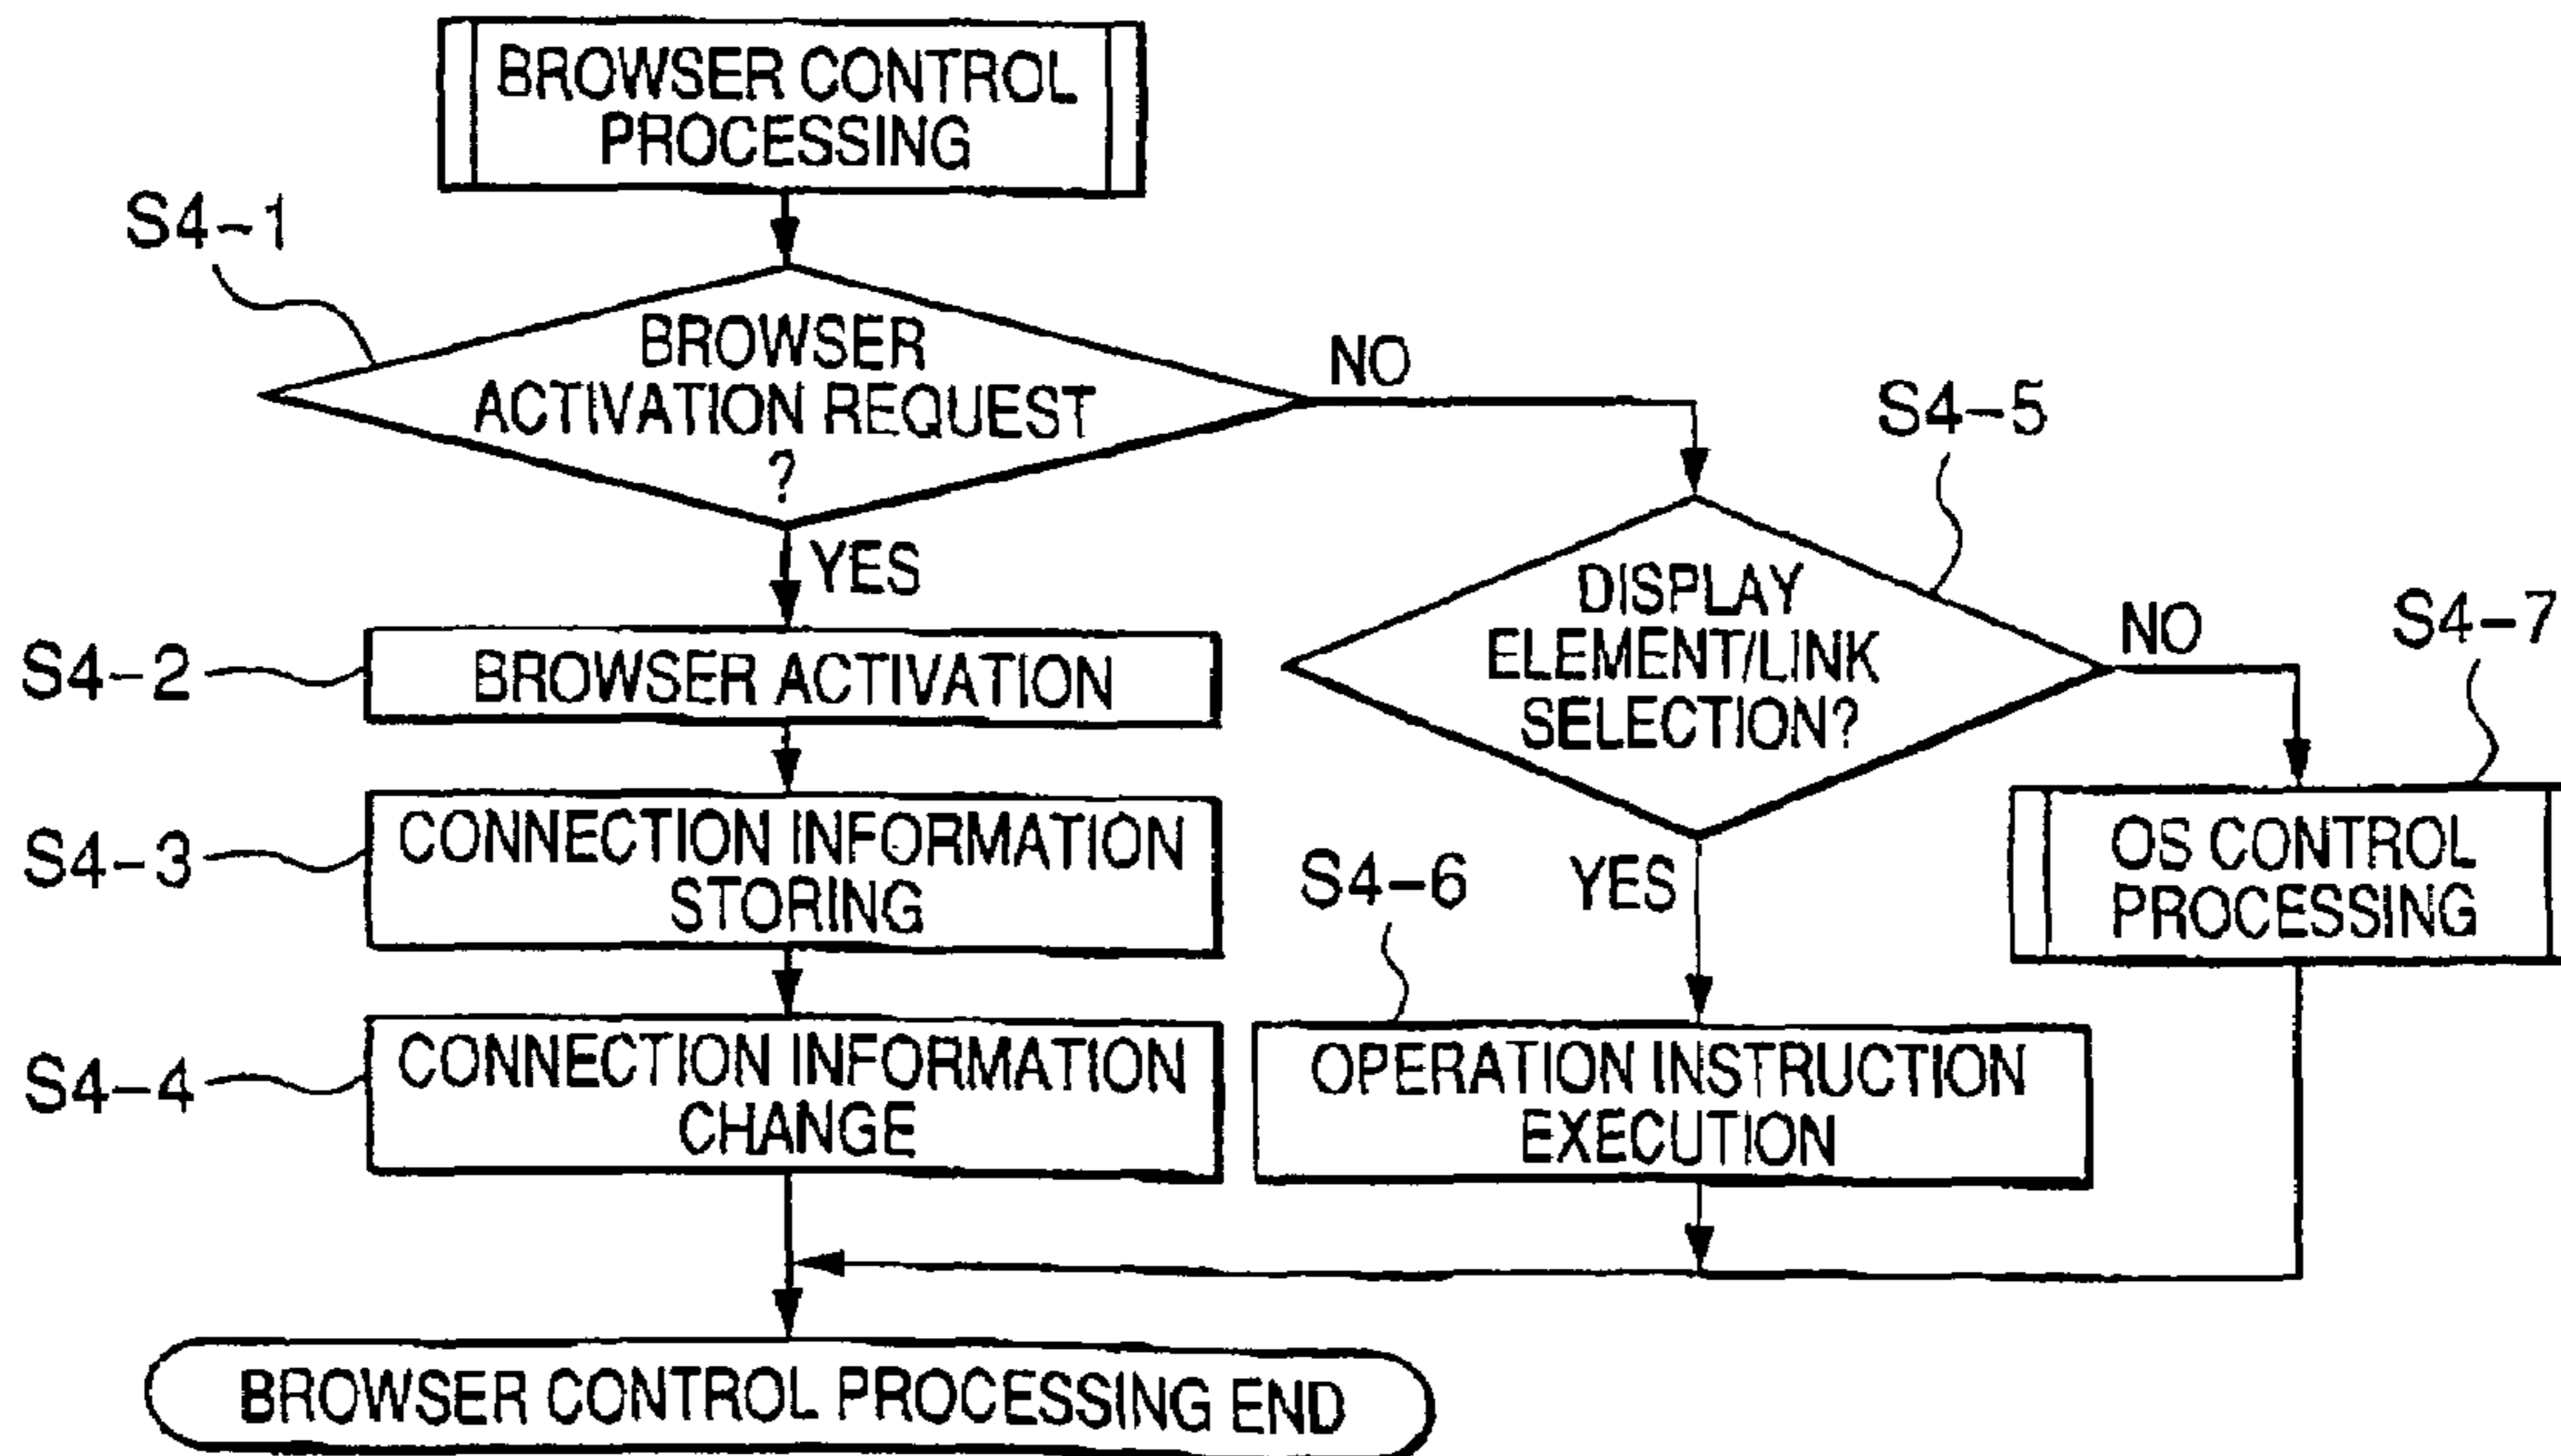 BROWSER CONTROL
PROCESSING
S4-1
BROWSER
ACTIVATION REQUEST
?
NO
YES
S4-2
BROWSER ACTIVATION
S4-3
CONNECTION INFORMATION
STORING
S4-4
CONNECTION INFORMATION
CHANGE
S4-5
DISPLAY
ELEMENT/LINK
SELECTION?
NO
YES
S4-6
OPERATION INSTRUCTION
EXECUTION
S4-7
OS CONTROL
PROCESSING
BROWSER CONTROL PROCESSING END